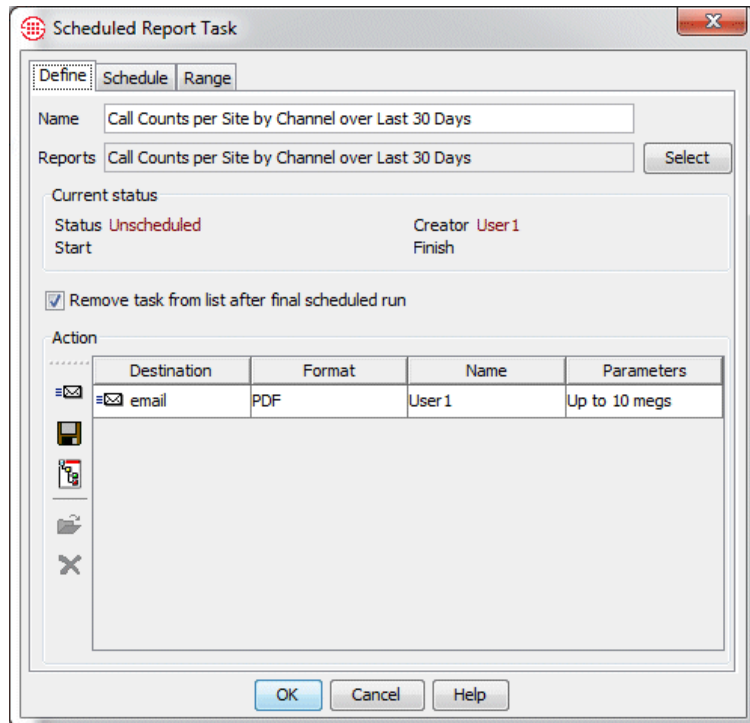 Scheduled Report Task
Define Schedule Range
Name Call Counts per Site by Channel over Last 30 Days
Reports Call Counts per Site by Channel over Last 30 Days Select
Current status
Status Unscheduled Creator User1
Start Finish
Remove task from list after final scheduled run
Action
Destination Format Name Parameters
email PDF User1 Up to 10 megs
OK Cancel Help